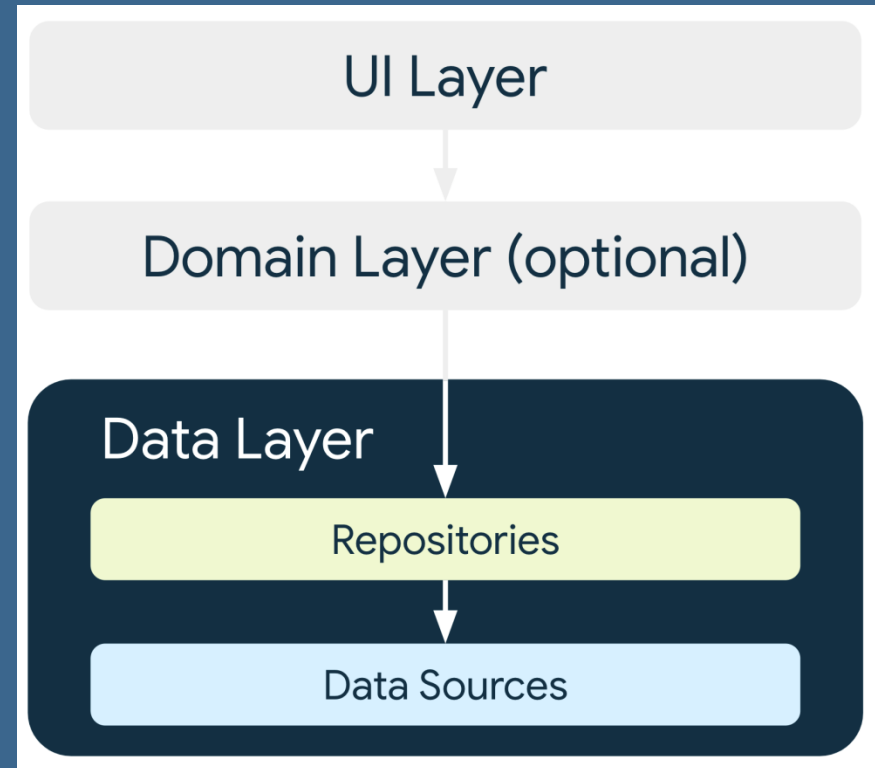 UI Layer
Domain Layer (optional)
Data Layer
Repositories
Data Sources